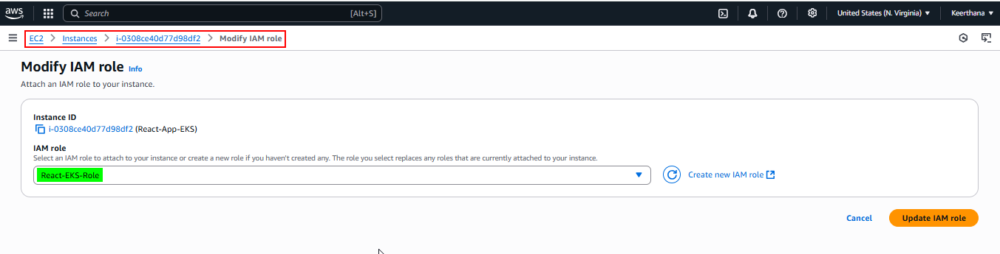 aws Search [Alt+S] United States (N. Virginia) Keerthana
EC2 Instances i-0308ce40d77d98df2 Modify IAM role
Modify IAM role Info
Attach an IAM role to your instance.
Instance ID
i-0308ce40d77d98df2 (React-App-EKS)
IAM role
Select an IAM role to attach to your instance or create a new role if you haven't created any. The role you select replaces any roles that are currently attached to your instance.
React-EKS-Role Create new IAM role
Cancel Update IAM role